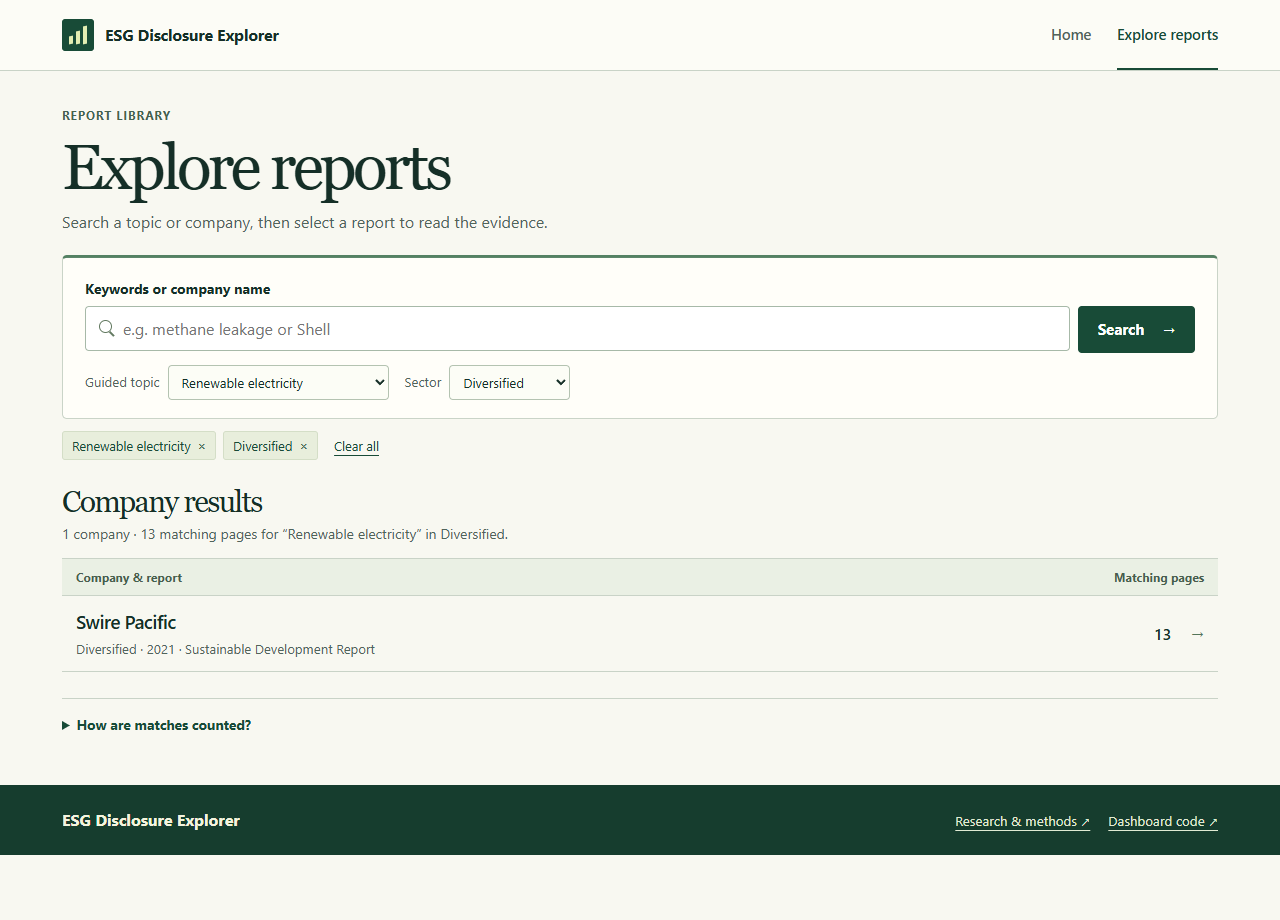 ESG Disclosure Explorer
Home
Explore reports
REPORT LIBRARY
Explore reports
Search a topic or company, then select a report to read the evidence.
Keywords or company name
e.g. methane leakage or Shell
Search →
Guided topic
Renewable electricity
Sector
Diversified
Renewable electricity ×
Diversified ×
Clear all
Company results
1 company · 13 matching pages for “Renewable electricity” in Diversified.
Company & report
Matching pages
Swire Pacific
Diversified · 2021 · Sustainable Development Report
13 →
How are matches counted?
ESG Disclosure Explorer
Research & methods ↗
Dashboard code ↗